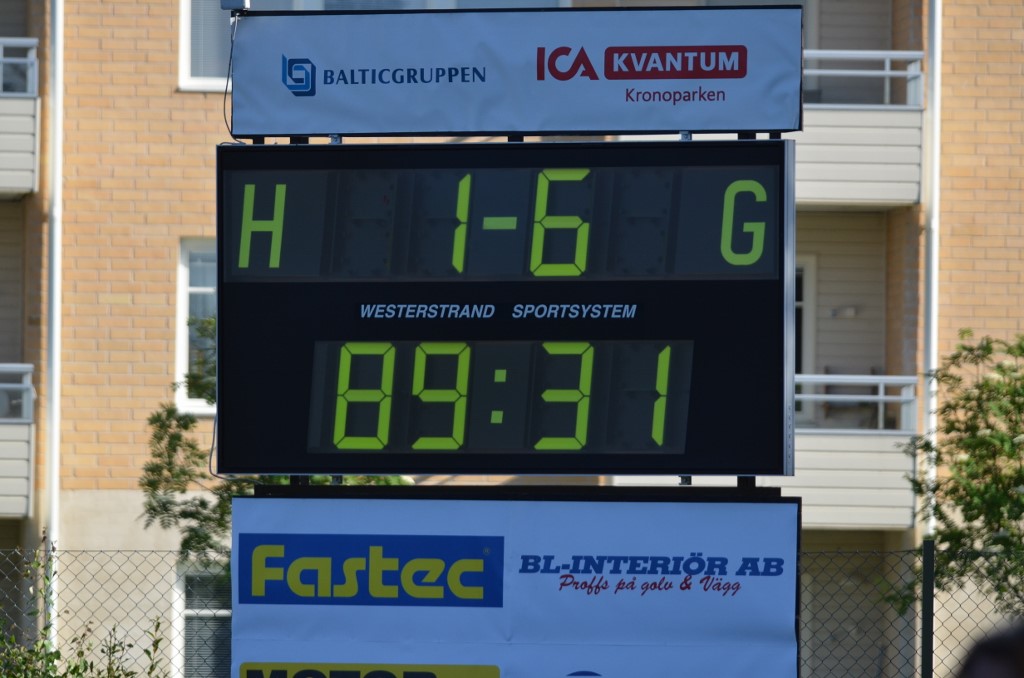 BALTICGRUPPEN
ICA KVANTUM
Kronoparken
H 1-6 G
WESTERSTRAND SPORTSYSTEM
89:31
Fastec
BL-INTERIÖR AB
Proffs på golv & Vägg